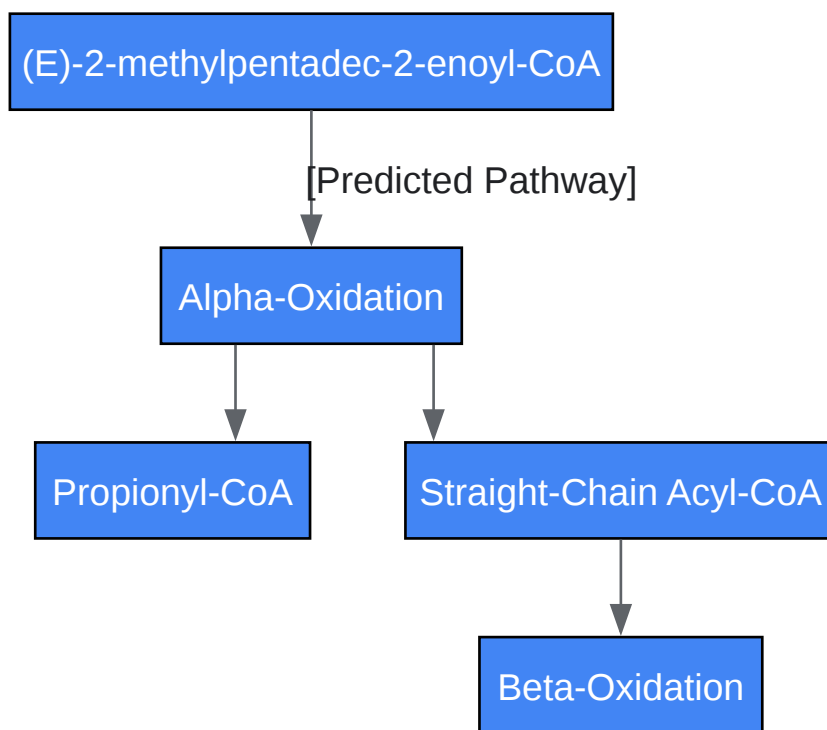 (E)-2-methylpentadec-2-enoyl-CoA
[Predicted Pathway]
Alpha-Oxidation
Propionyl-CoA
Straight-Chain Acyl-CoA
Beta-Oxidation